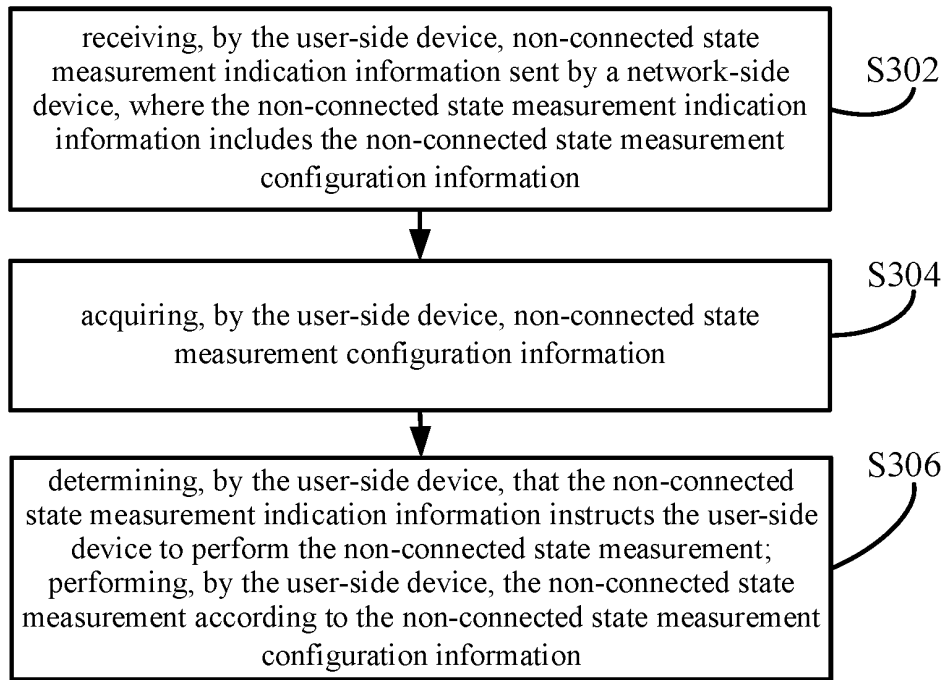 receiving, by the user-side device, non-connected state
measurement indication information sent by a network-side
device, where the non-connected state measurement indication
information includes the non-connected state measurement
configuration information
S302
acquiring, by the user-side device, non-connected state
measurement configuration information
S304
determining, by the user-side device, that the non-connected
state measurement indication information instructs the user-side
device to perform the non-connected state measurement;
performing, by the user-side device, the non-connected state
measurement according to the non-connected state measurement
configuration information
S306